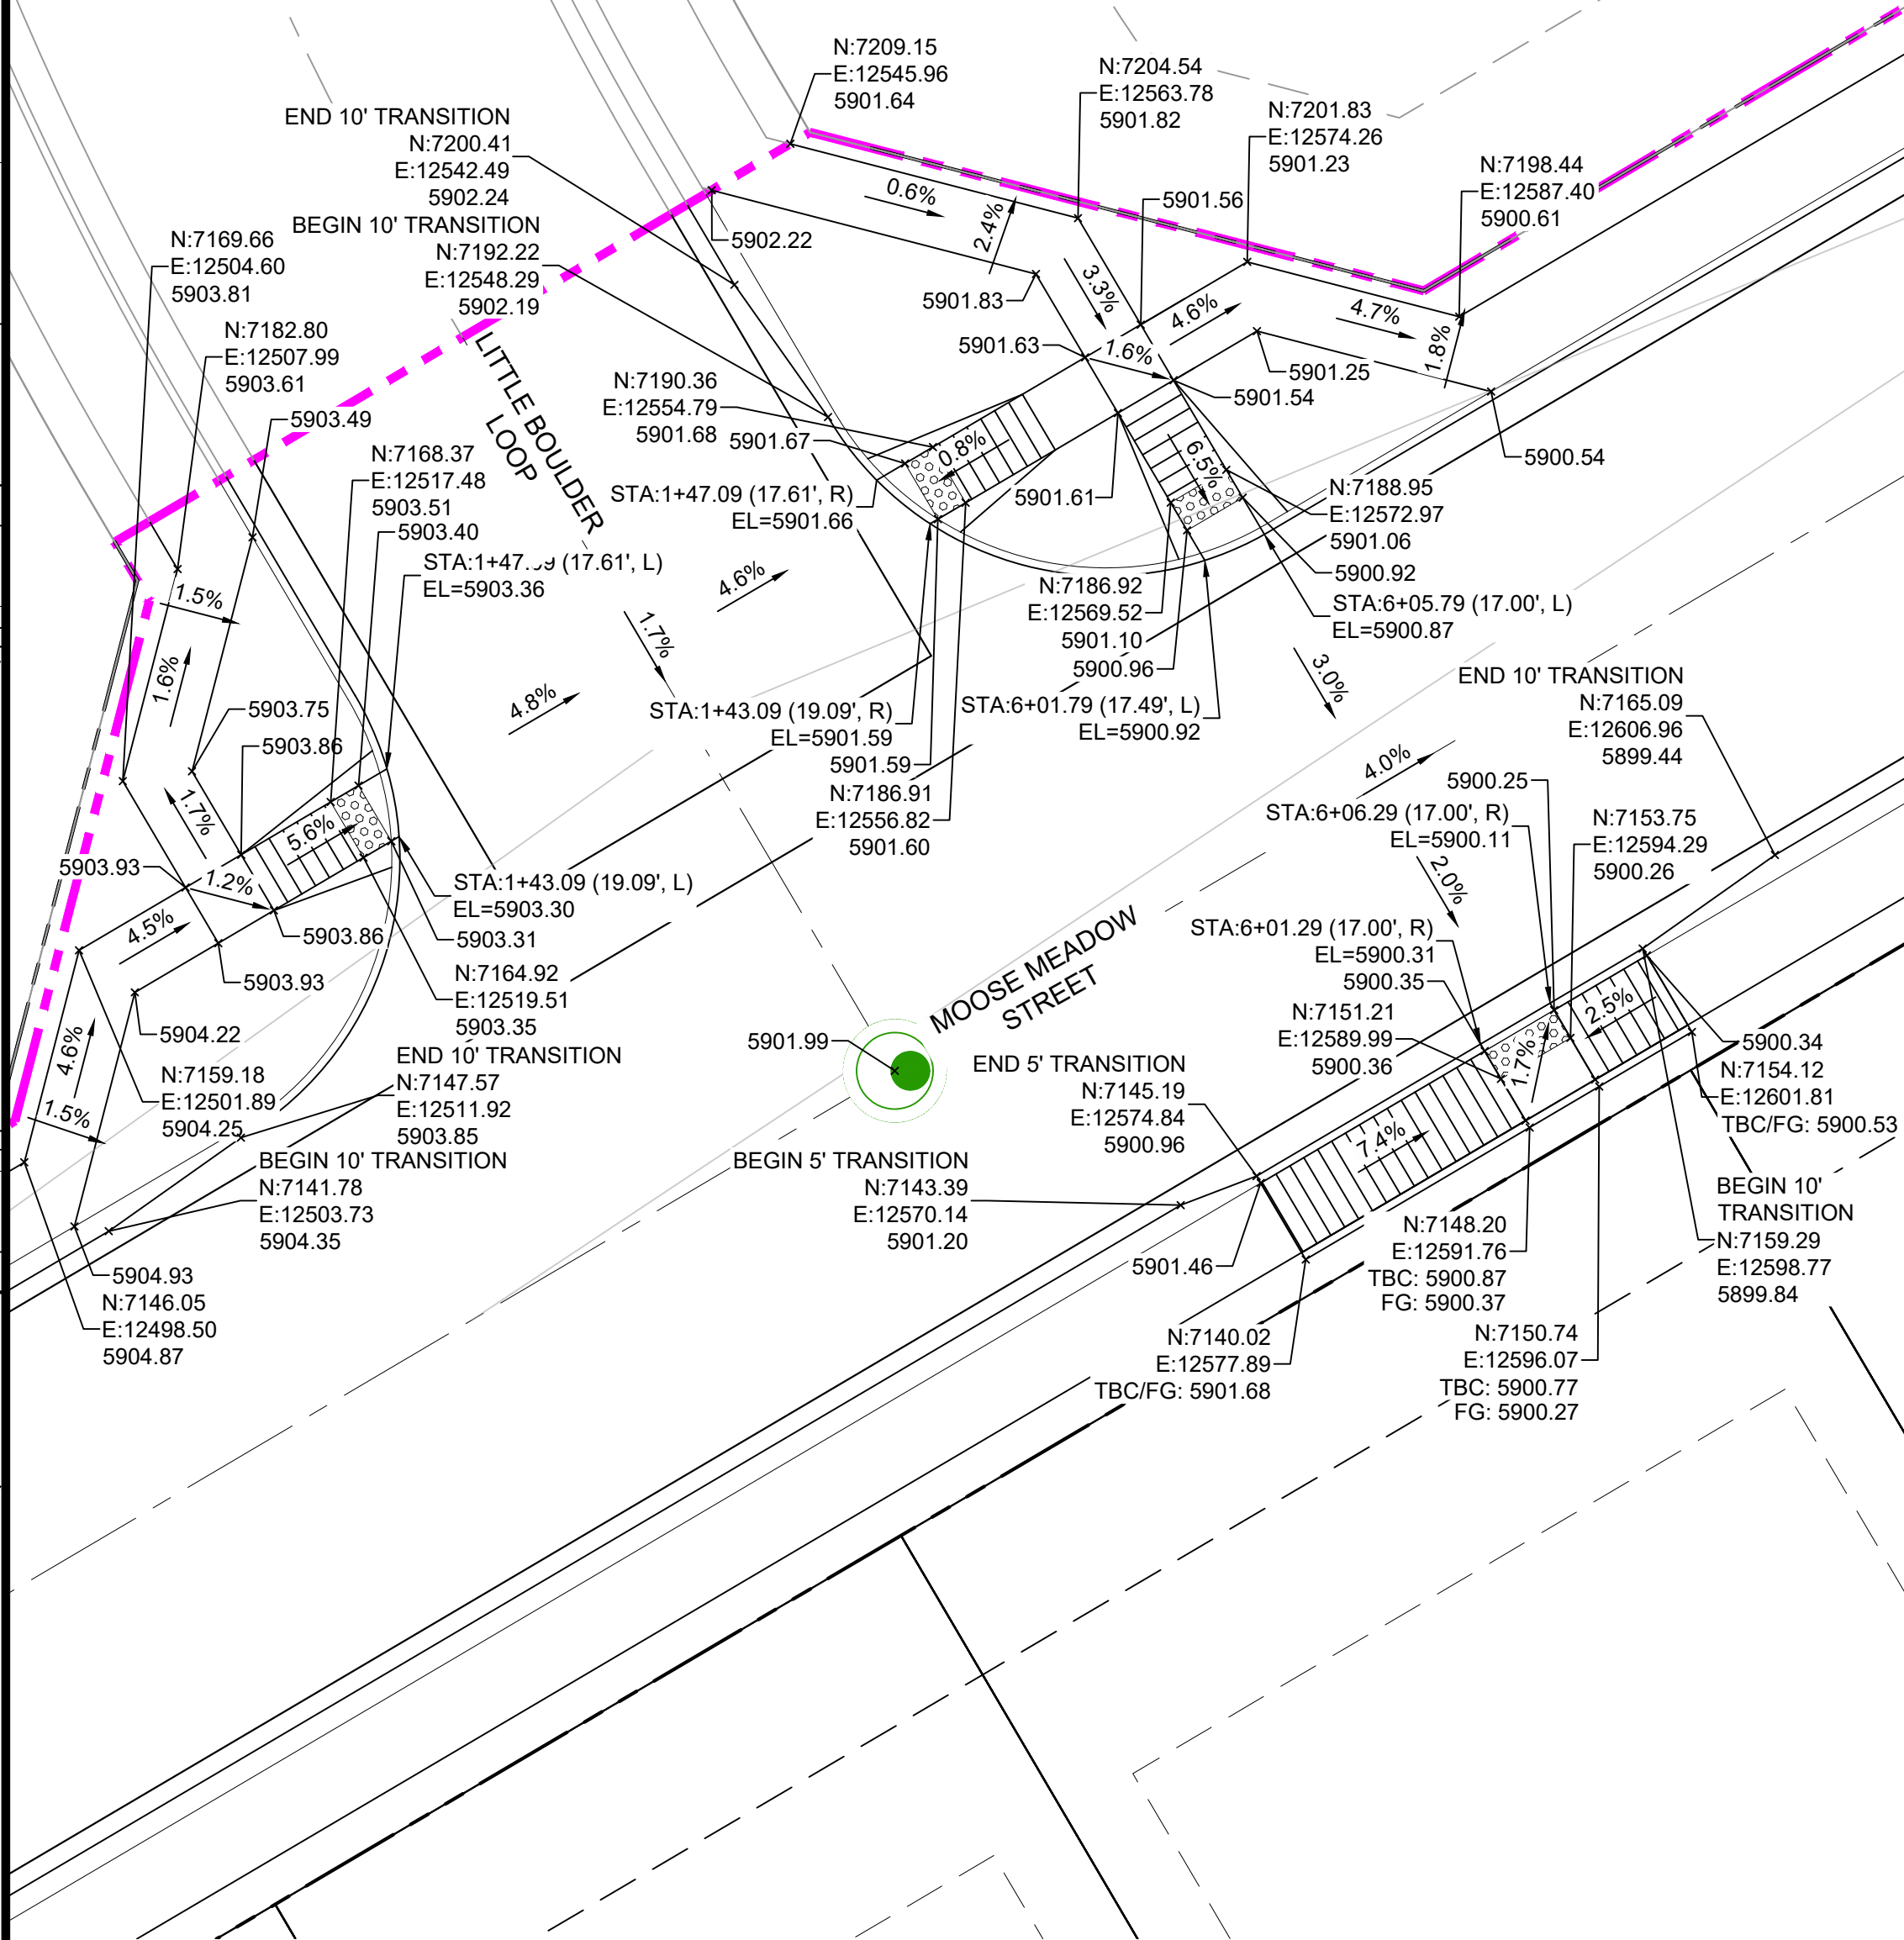 N:7209.15
E:12545.96
5901.64
N:7204.54
E:12563.78
5901.82
N:7201.83
E:12574.26
5901.23
N:7198.44
E:12587.40
5900.61
END 10' TRANSITION
N:7200.41
E:12542.49
5902.24
BEGIN 10' TRANSITION
N:7192.22
E:12548.29
5902.19
N:7169.66
E:12504.60
5903.81
N:7182.80
E:12507.99
5903.61
5903.49
N:7168.37
E:12517.48
5903.51
5903.40
STA:1+47. (17.61', L)
EL=5903.36
LITTLE BOULDER
LOOP
0.6%
2.4%
5902.22
5901.83
3.3%
5901.56
4.6%
4.7%
1.8%
5901.63
1.6%
5901.25
5901.54
5900.54
N:7190.36
E:12554.79
5901.68
5901.67
0.8%
STA:1+47.09 (17.61', R)
EL=5901.66
5901.61
6.5%
N:7188.95
E:12572.97
5901.06
5900.92
STA:6+05.79 (17.00', L)
EL=5900.87
N:7186.92
E:12569.52
5901.10
5900.96
STA:6+01.79 (17.49', L)
EL=5900.92
STA:1+43.09 (19.09', R)
EL=5901.59
5901.59
N:7186.91
E:12556.82
5901.60
1.5%
1.6%
4.6%
1.7%
4.8%
3.0%
4.0%
5903.75
5903.86
1.7%
5.6%
5903.93
1.2%
4.5%
5903.86
5903.93
5904.22
STA:1+43.09 (19.09', L)
EL=5903.30
5903.31
N:7164.92
E:12519.51
5903.35
4.6%
1.5%
N:7159.18
E:12501.89
5904.25
END 10' TRANSITION
N:7147.57
E:12511.92
5903.85
BEGIN 10' TRANSITION
N:7141.78
E:12503.73
5904.35
5904.93
N:7146.05
E:12498.50
5904.87
5901.99
MOOSE MEADOW
STREET
END 10' TRANSITION
N:7165.09
E:12606.96
5899.44
5900.25
STA:6+06.29 (17.00', R)
EL=5900.11
N:7153.75
E:12594.29
5900.26
2.0%
STA:6+01.29 (17.00', R)
EL=5900.31
5900.35
N:7151.21
E:12589.99
5900.36
2.5%
1.7%
7.4%
5900.34
N:7154.12
E:12601.81
TBC/FG: 5900.53
END 5' TRANSITION
N:7145.19
E:12574.84
5900.96
BEGIN 5' TRANSITION
N:7143.39
E:12570.14
5901.20
5901.46
BEGIN 10'
TRANSITION
N:7159.29
E:12598.77
5899.84
N:7148.20
E:12591.76
TBC: 5900.87
FG: 5900.37
N:7140.02
E:12577.89
TBC/FG: 5901.68
N:7150.74
E:12596.07
TBC: 5900.77
FG: 5900.27